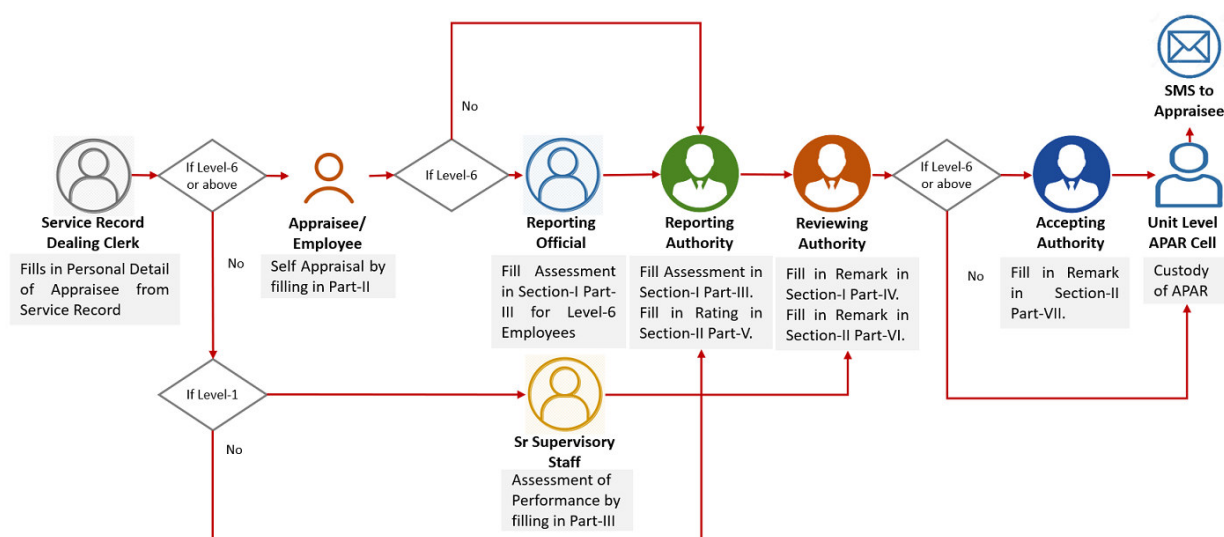 SMS to
Appraisee
No
If Level-6
or above
If Level-6
If Level-6
or above
Service Record
Dealing Clerk
Fills in Personal Detail
of Appraisee from
Service Record
No
Appraisee/
Employee
Self Appraisal by
filling in Part-II
Reporting
Official
Fill Assessment
in Section-I Part-
III for Level-6
Employees
Reporting
Authority
Fill Assessment in
Section-I Part-III.
Fill in Rating in
Section-II Part-V.
Reviewing
Authority
Fill in Remark in
Section-I Part-IV.
Fill in Remark in
Section-II Part-VI.
No
Accepting
Authority
Fill in Remark
in Section-II
Part-VII.
Unit Level
APAR Cell
Custody
of APAR
If Level-1
No
Sr Supervisory
Staff
Assessment of
Performance by
filling in Part-III